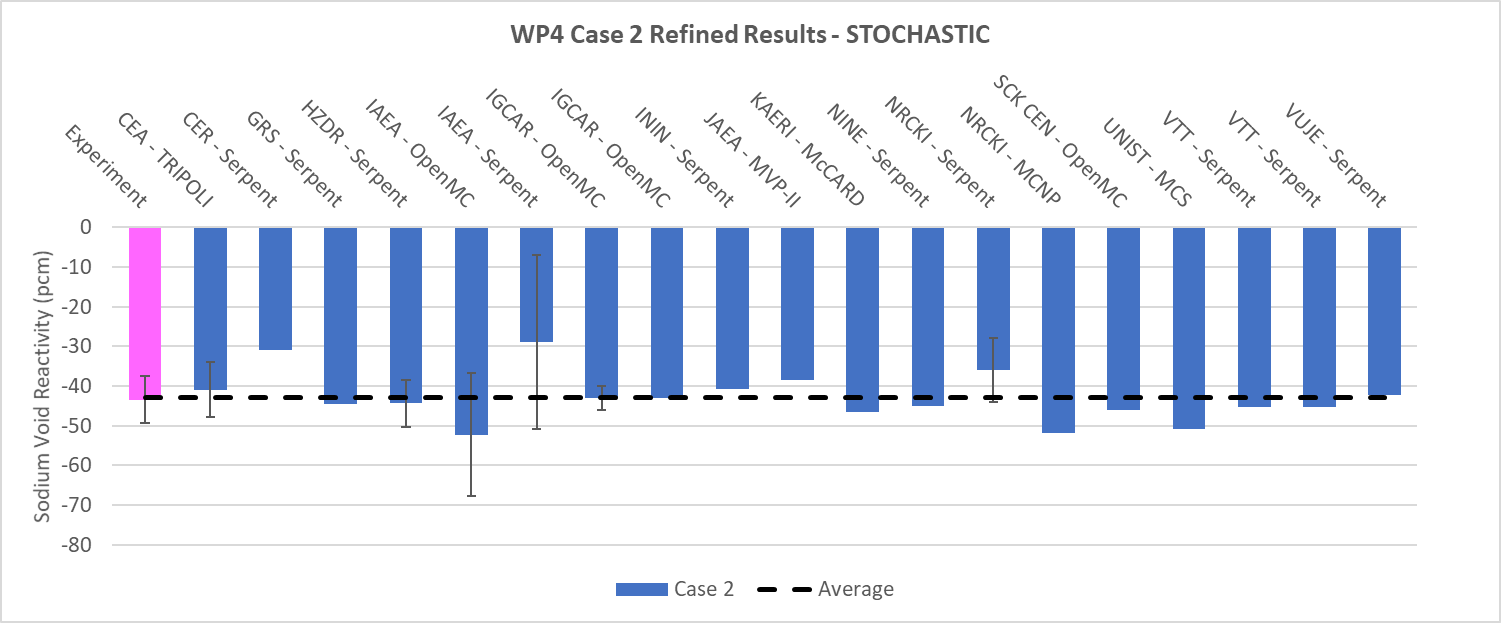 WP4 Case 2 Refined Results - STOCHASTIC
Experiment
CEA - TRIPOLI
CER - Serpent
GRS - Serpent
HZDR - Serpent
IAEA - OpenMC
IAEA - Serpent
IGCAR - OpenMC
IGCAR - OpenMC
ININ - Serpent
JAEA - MVP-II
KAERI - McCARD
NINE - Serpent
NRCKI - Serpent
NRCKI - MCNP
SCK CEN - OpenMC
UNIST - MCS
VTT - Serpent
VTT - Serpent
VUJE - Serpent
Sodium Void Reactivity (pcm)
0
-10
-20
-30
-40
-50
-60
-70
-80
Case 2
Average